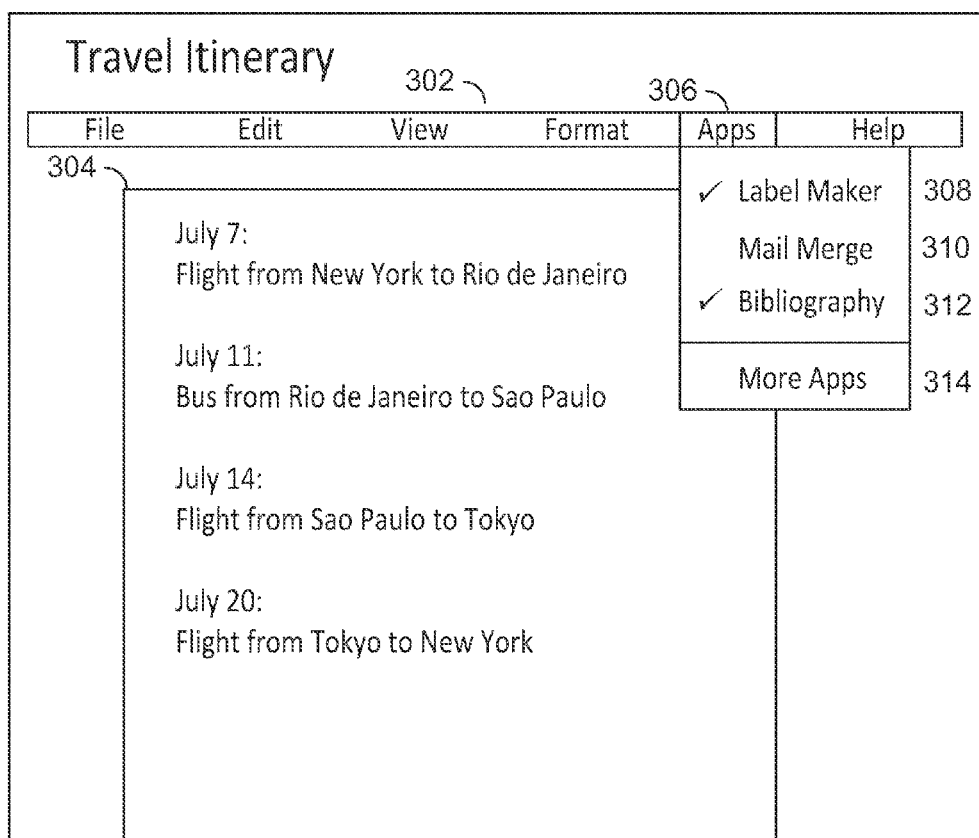 Travel Itinerary
302
306
File Edit View Format Apps Help
304
✓ Label Maker 308
Mail Merge 310
✓ Bibliography 312
More Apps 314
July 7:
Flight from New York to Rio de Janeiro
July 11:
Bus from Rio de Janeiro to Sao Paulo
July 14:
Flight from Sao Paulo to Tokyo
July 20:
Flight from Tokyo to New York